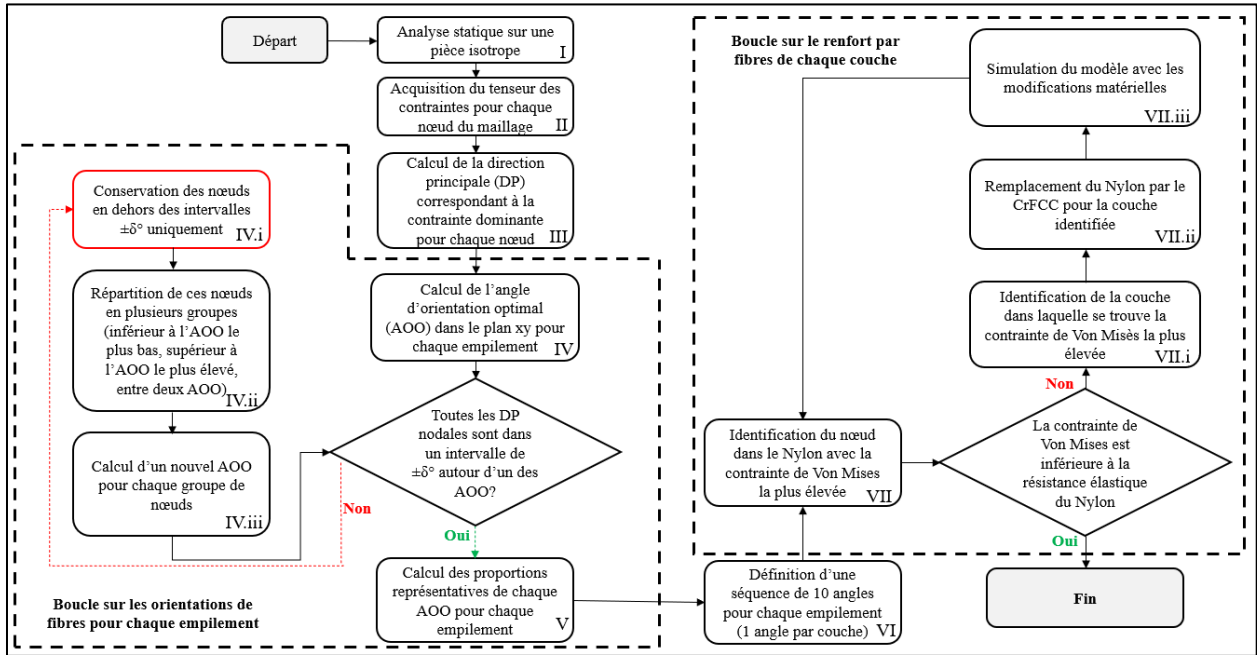 Départ
Analyse statique sur une
pièce isotrope
I
Acquisition du tenseur des
contraintes pour chaque
nœud du maillage
II
Calcul de la direction
principale (DP)
correspondant à la
contrainte dominante
pour chaque nœud
III
Calcul de l'angle
d'orientation optimal
(AOO) dans le plan xy pour
chaque empilement
IV
Toutes les DP
nodales sont dans
un intervalle de
±δ° autour d'un des
AOO?
Non
Oui
Conservation des nœuds
en dehors des intervalles
±δ° uniquement
IV.i
Répartition de ces nœuds
en plusieurs groupes
(inférieur à l'AOO le
plus bas, supérieur à
l'AOO le plus élevé,
entre deux AOO)
IV.ii
Calcul d'un nouvel AOO
pour chaque groupe de
nœuds
IV.iii
Boucle sur les orientations de
fibres pour chaque empilement
Calcul des proportions
représentatives de chaque
AOO pour chaque
empilement
V
Définition d'une
séquence de 10 angles
pour chaque empilement
(1 angle par couche)
VI
Boucle sur le renfort par
fibres de chaque couche
Identification du nœud
dans le Nylon avec la
contrainte de Von Mises
la plus élevée
VII
La contrainte de
Von Mises est
inférieure à la
résistance élastique
du Nylon
Non
Oui
Identification de la couche
dans laquelle se trouve la
contrainte de Von Misès la plus
élevée
VII.i
Remplacement du Nylon par le
CrFCC pour la couche
identifiée
VII.ii
Simulation du modèle avec les
modifications matérielles
VII.iii
Fin